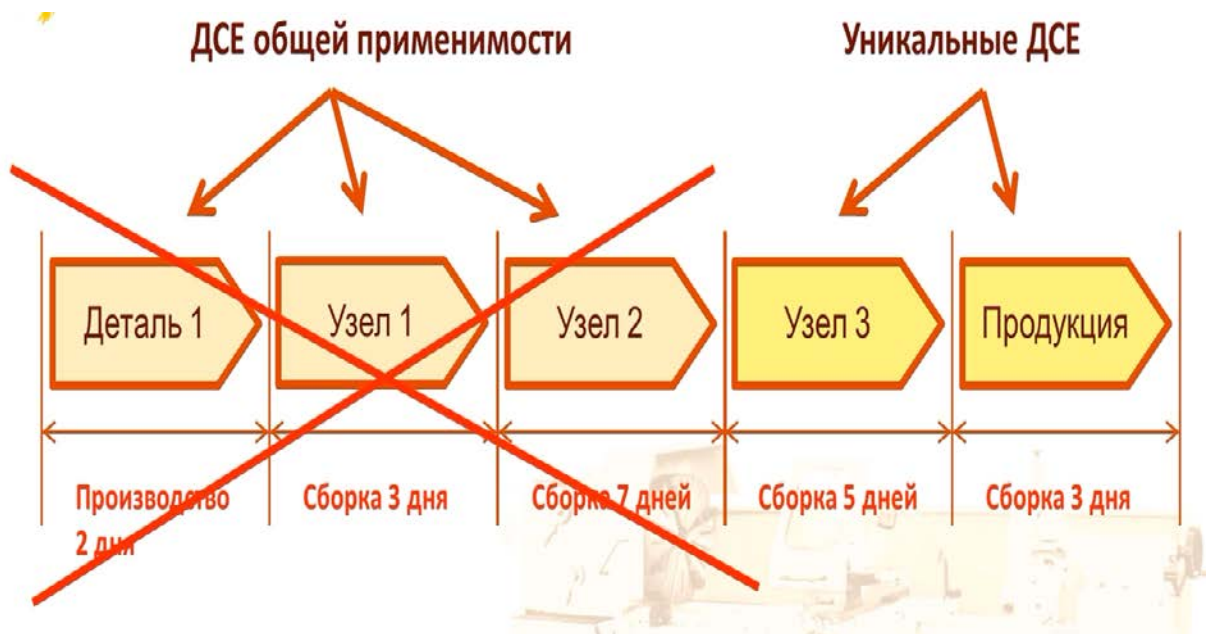 ДСЕ общей применимости
Уникальные ДСЕ
Деталь 1
Узел 1
Узел 2
Узел 3
Продукция
Производство
2 дня
Сборка 3 дня
Сборка 7 дней
Сборка 5 дней
Сборка 3 дня